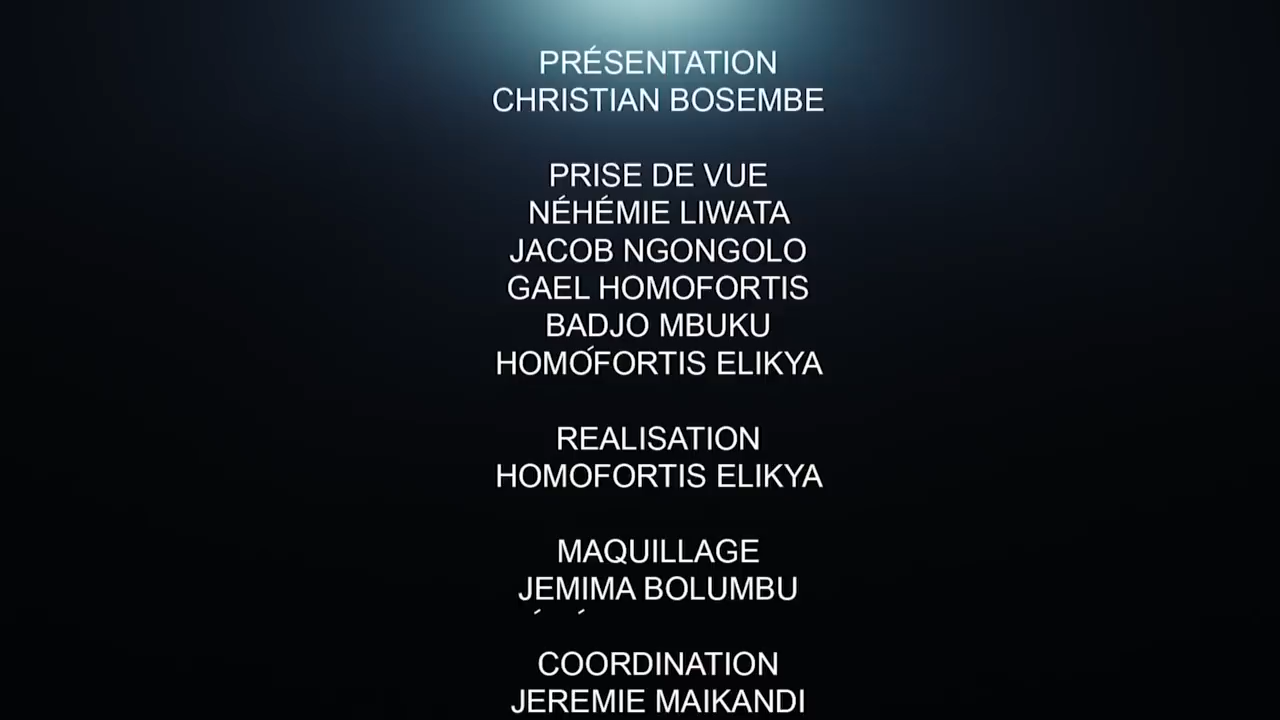 PRÉSENTATION
CHRISTIAN BOSEMBE
PRISE DE VUE
NÉHÉMIE LIWATA
JACOB NGONGOLO
GAEL HOMOFORTIS
BADJO MBUKU
HOMOFORTIS ELIKYA
REALISATION
HOMOFORTIS ELIKYA
MAQUILLAGE
JEMIMA BOLUMBU
COORDINATION
JEREMIE MAIKANDI